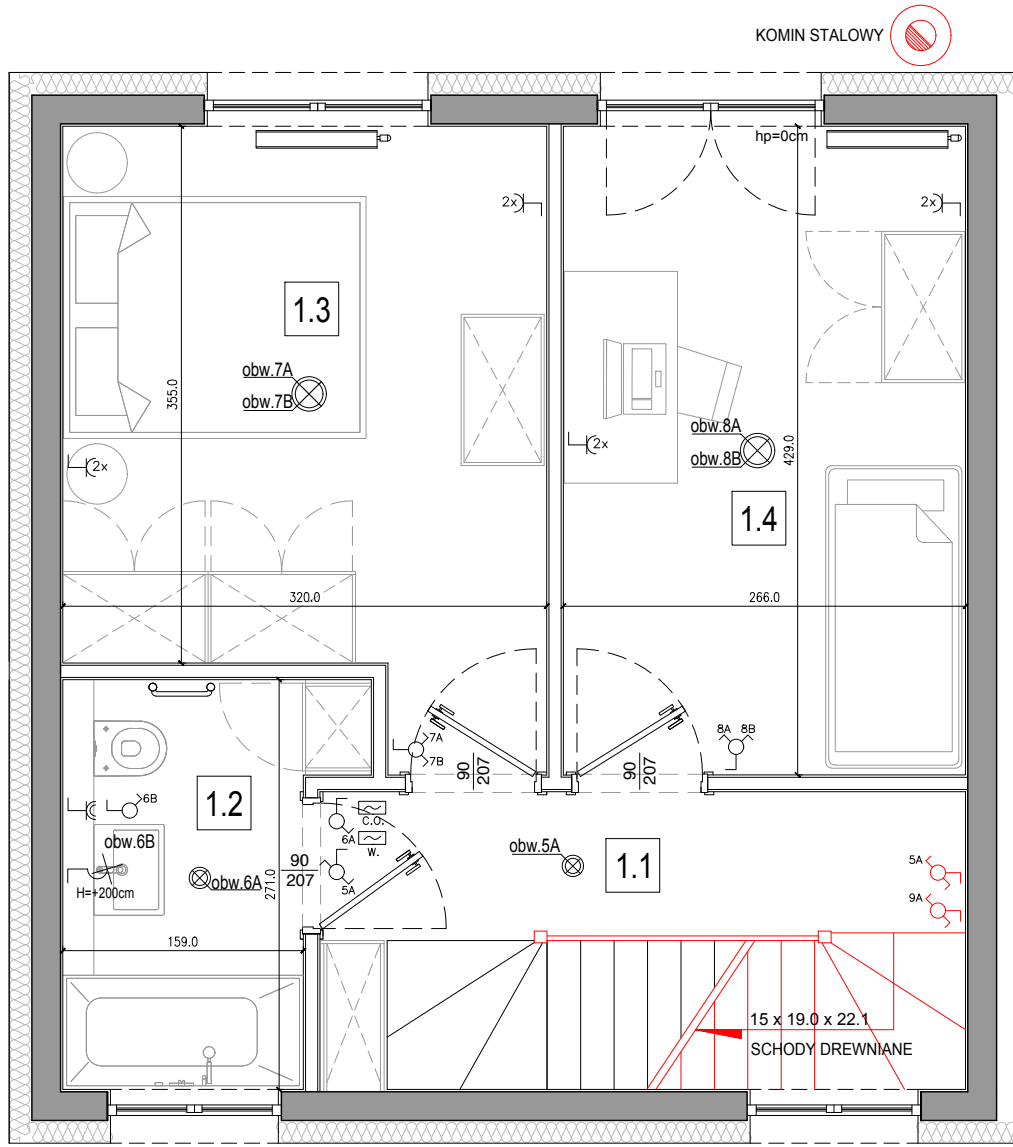 KOMIN STALOWY
hp=0cm
2x
2x
1.3
355.0
obw.7A
obw.7B
2x
2x
obw.8A
obw.8B
429.0
1.4
320.0
266.0
7A
7B
90
207
90
207
8A 8B
1.2
6B
obw.6B
H=+200cm
obw.6A
271.0
159.0
90
207
C.O.
6A
W.
5A
obw.5A
1.1
5A
9A
15 x 19.0 x 22.1
SCHODY DREWNIANE